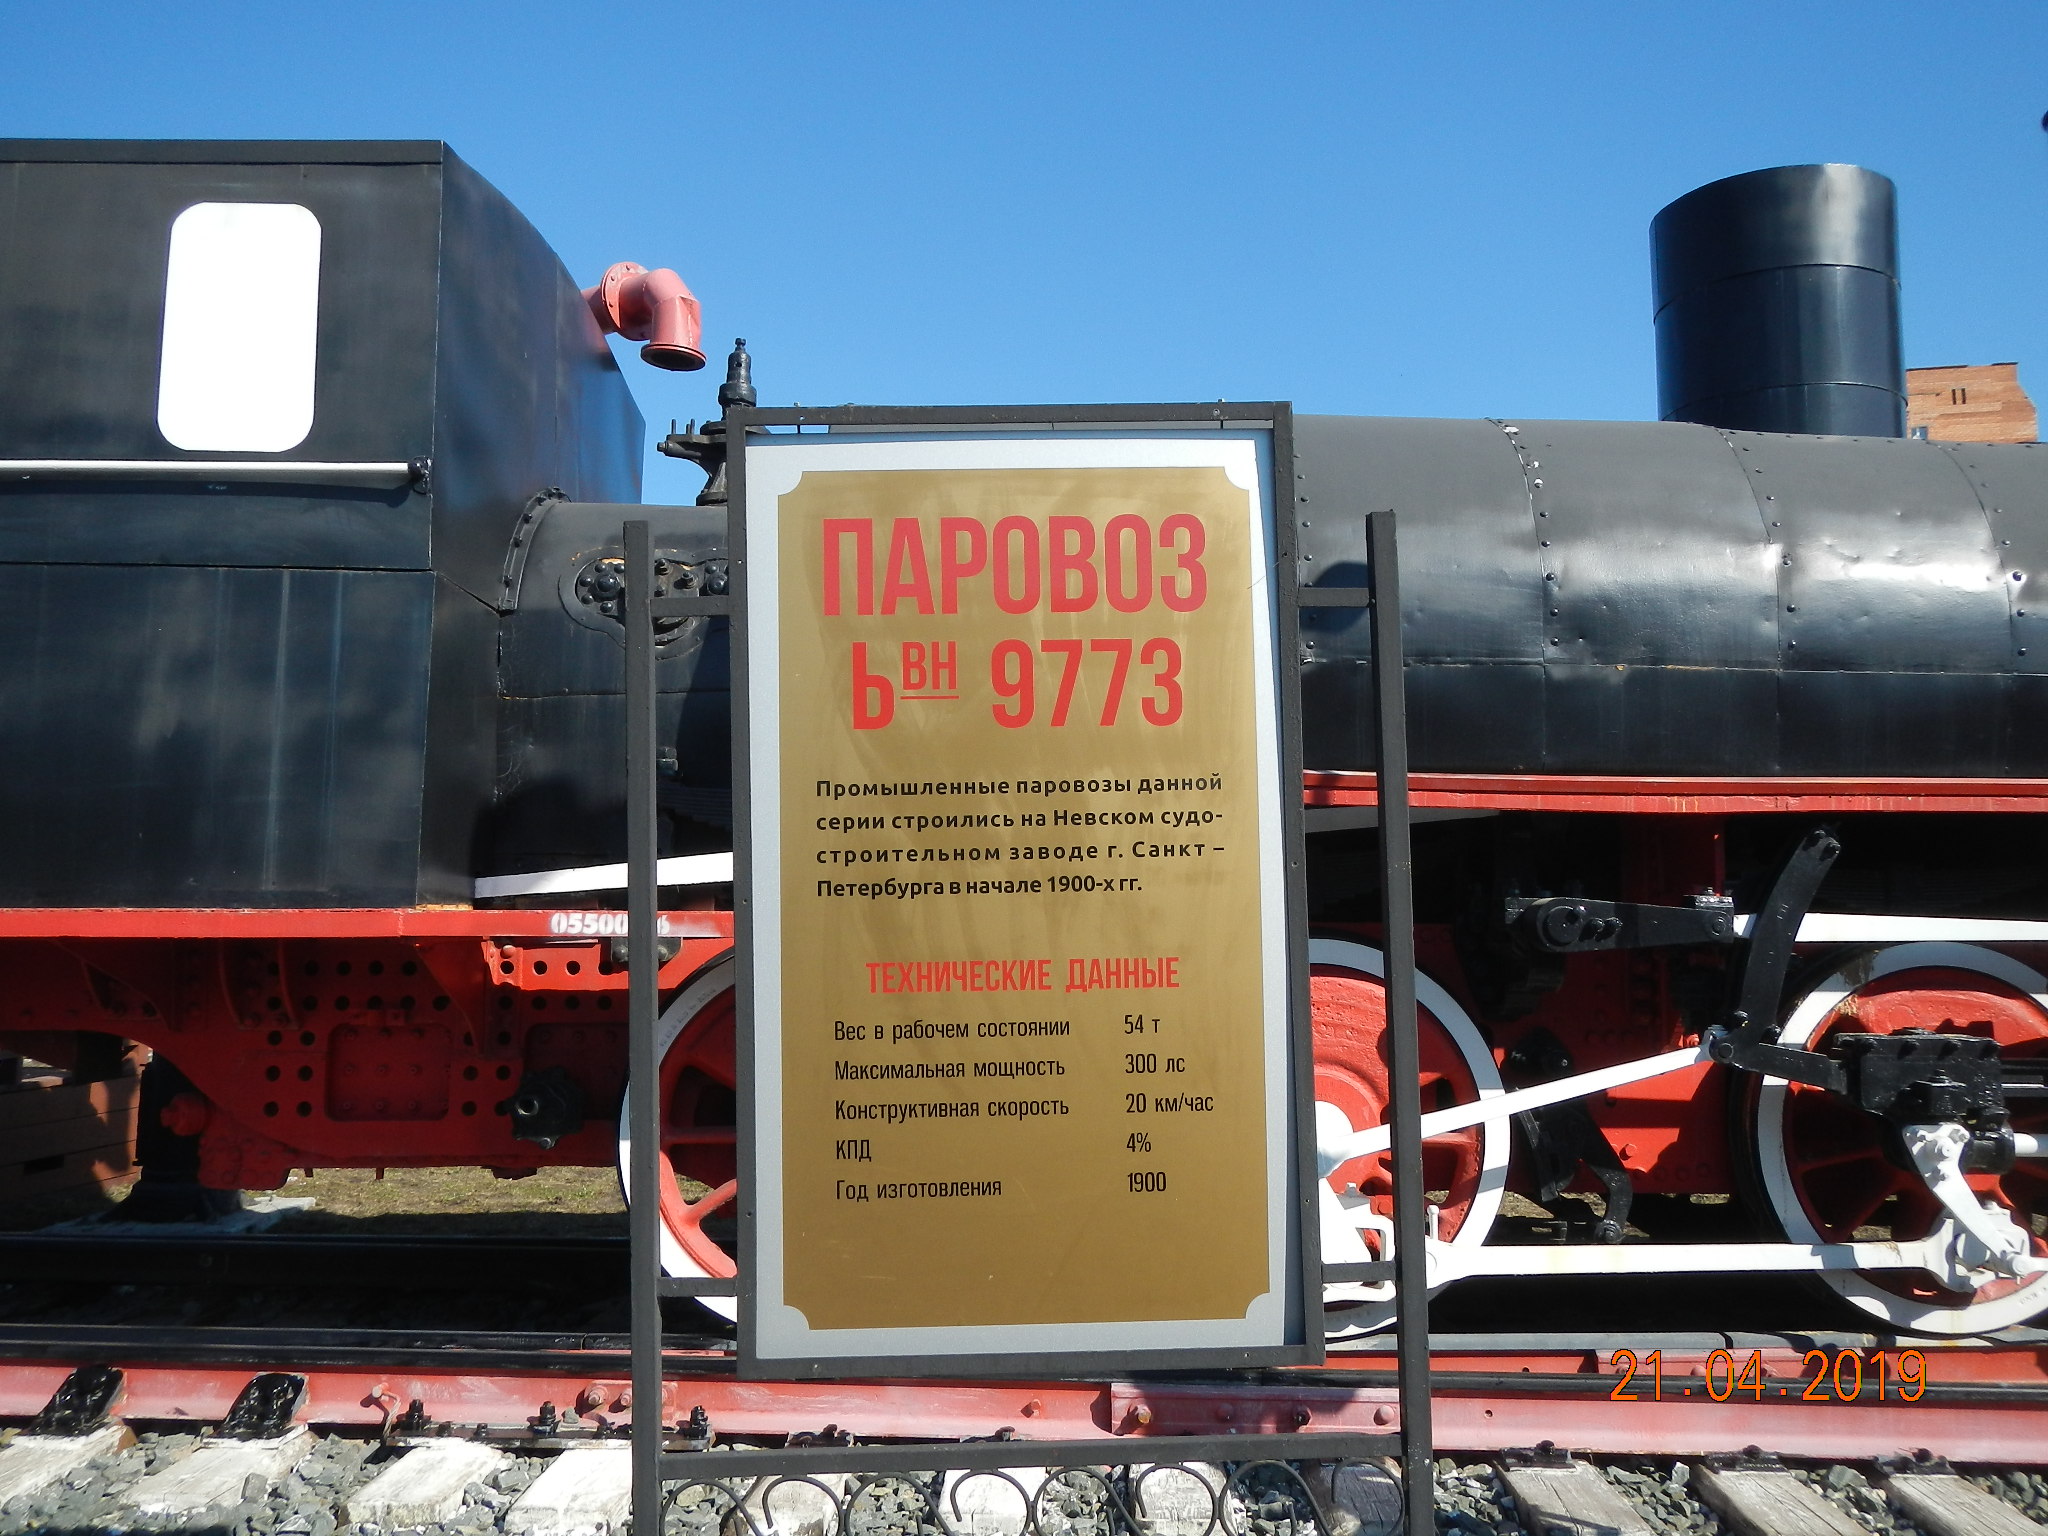 ПАРОВОЗ
Ь ВН 9773
Промышленные паровозы данной
серии строились на Невском судо-
строительном заводе г. Санкт –
Петербурга в начале 1900-х гг.
ТЕХНИЧЕСКИЕ ДАННЫЕ
Вес в рабочем состоянии 54 т
Максимальная мощность 300 лс
Конструктивная скорость 20 км/час
КПД 4%
Год изготовления 1900
21.04.2019